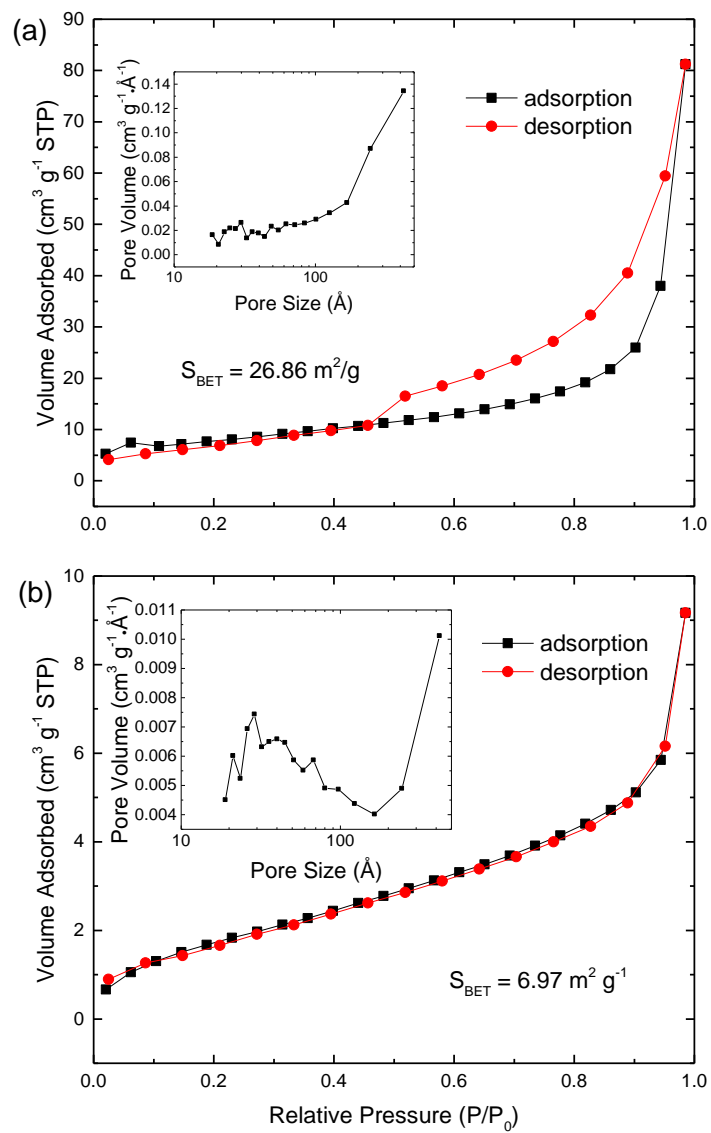 (a)
90
80
70
60
50
40
30
20
10
0
Volume Adsorbed (cm³ g⁻¹ STP)
0.0 0.2 0.4 0.6 0.8 1.0
adsorption
desorption
S_BET = 26.86 m²/g
0.14
0.12
0.10
0.08
0.06
0.04
0.02
0.00
Pore Volume (cm³ g⁻¹·Å⁻¹)
10 100
Pore Size (Å)
(b)
10
8
6
4
2
0
Volume Adsorbed (cm³ g⁻¹ STP)
0.011
0.010
0.009
0.008
0.007
0.006
0.005
0.004
Pore Volume (cm³ g⁻¹·Å⁻¹)
10 100
Pore Size (Å)
adsorption
desorption
S_BET = 6.97 m² g⁻¹
0.0 0.2 0.4 0.6 0.8 1.0
Relative Pressure (P/P₀)